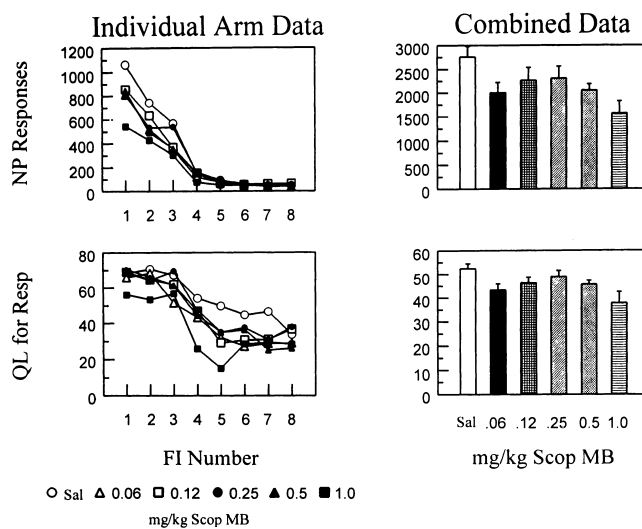 Individual Arm Data
Combined Data
NP Responses
1200
1000
800
600
400
200
0
1 2 3 4 5 6 7 8
3000
2500
2000
1500
1000
500
0
QL for Resp
80
60
40
20
0
1 2 3 4 5 6 7 8
FI Number
60
50
40
30
20
10
0
Sal .06 .12 .25 0.5 1.0
mg/kg Scop MB
Sal 0.06 0.12 0.25 0.5 1.0
mg/kg Scop MB